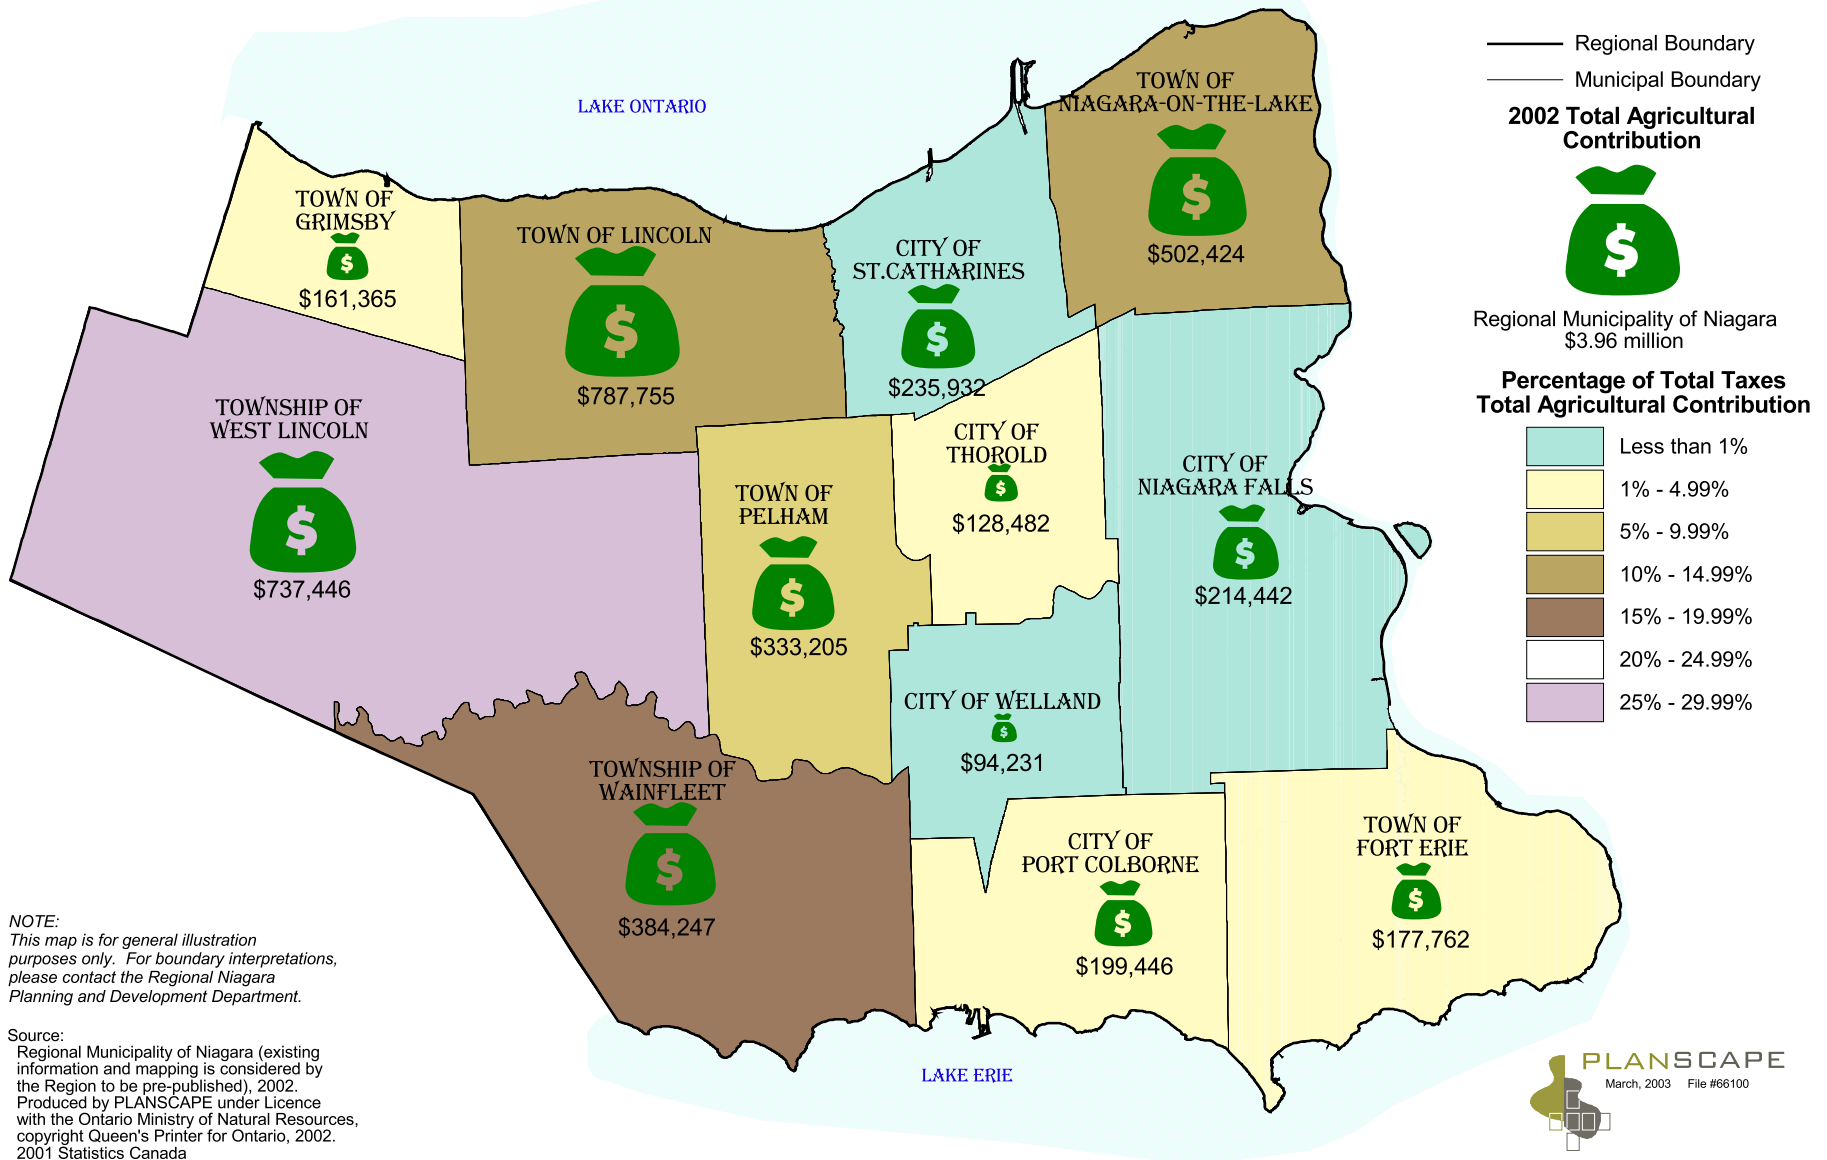 LAKE ONTARIO
TOWN OF
GRIMSBY
$161,365
TOWN OF LINCOLN
$787,755
CITY OF
ST.CATHARINES
$235,932
TOWN OF
NIAGARA-ON-THE-LAKE
$502,424
TOWNSHIP OF
WEST LINCOLN
$737,446
TOWN OF
PELHAM
$333,205
CITY OF
THOROLD
$128,482
CITY OF
NIAGARA FALLS
$214,442
CITY OF WELLAND
$94,231
TOWNSHIP OF
WAINFLEET
$384,247
CITY OF
PORT COLBORNE
$199,446
TOWN OF
FORT ERIE
$177,762
LAKE ERIE
Regional Boundary
Municipal Boundary
2002 Total Agricultural
Contribution
$
Regional Municipality of Niagara
$3.96 million
Percentage of Total Taxes
Total Agricultural Contribution
Less than 1%
1% - 4.99%
5% - 9.99%
10% - 14.99%
15% - 19.99%
20% - 24.99%
25% - 29.99%
NOTE:
This map is for general illustration
purposes only. For boundary interpretations,
please contact the Regional Niagara
Planning and Development Department.
Source:
Regional Municipality of Niagara (existing
information and mapping is considered by
the Region to be pre-published), 2002.
Produced by PLANSCAPE under Licence
with the Ontario Ministry of Natural Resources,
copyright Queen's Printer for Ontario, 2002.
2001 Statistics Canada
PLANSCAPE
March, 2003 File #66100